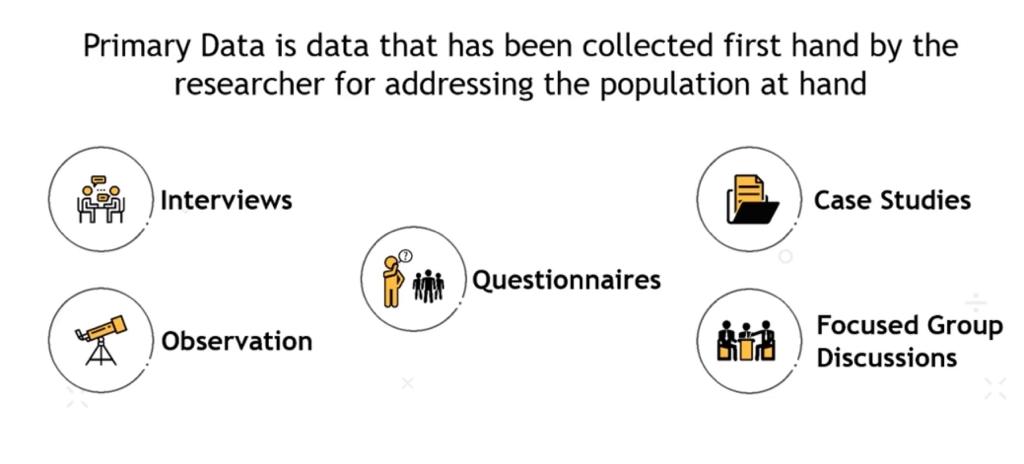 Primary Data is data that has been collected first hand by the
researcher for addressing the population at hand
Interviews
Case Studies
Questionnaires
Observation
Focused Group
Discussions